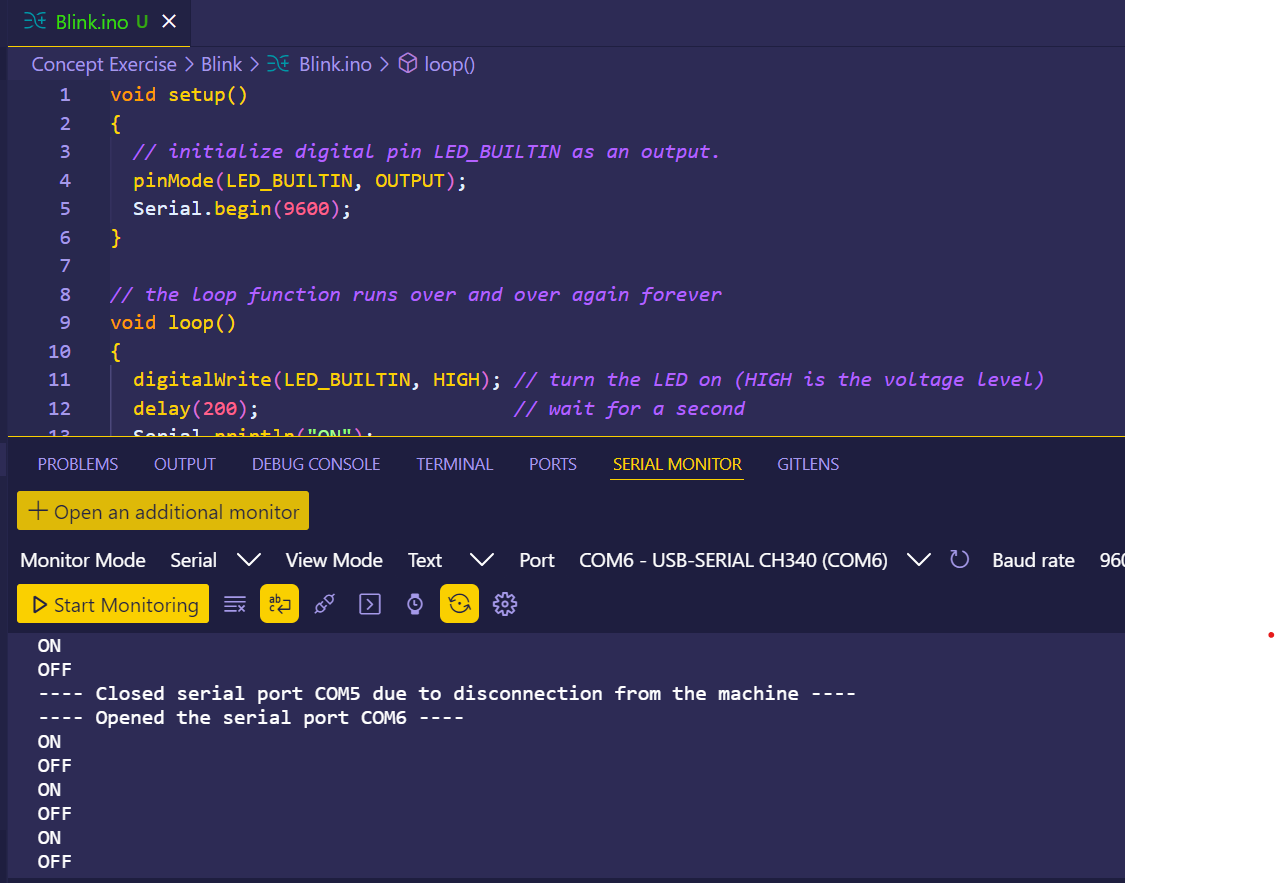 Blink.ino U
Concept Exercise Blink Blink.ino loop()
1 void setup()
2 {
3 // initialize digital pin LED_BUILTIN as an output.
4 pinMode(LED_BUILTIN, OUTPUT);
5 Serial.begin(9600);
6 }
7
8 // the loop function runs over and over again forever
9 void loop()
10 {
11 digitalWrite(LED_BUILTIN, HIGH); // turn the LED on (HIGH is the voltage level)
12 delay(200); // wait for a second
13 Serial.println("ON");
PROBLEMS OUTPUT DEBUG CONSOLE TERMINAL PORTS SERIAL MONITOR GITLENS
Open an additional monitor
Monitor Mode Serial View Mode Text Port COM6 - USB-SERIAL CH340 (COM6) Baud rate 960
Start Monitoring
ON
OFF
---- Closed serial port COM5 due to disconnection from the machine ----
---- Opened the serial port COM6 ----
ON
OFF
ON
OFF
ON
OFF